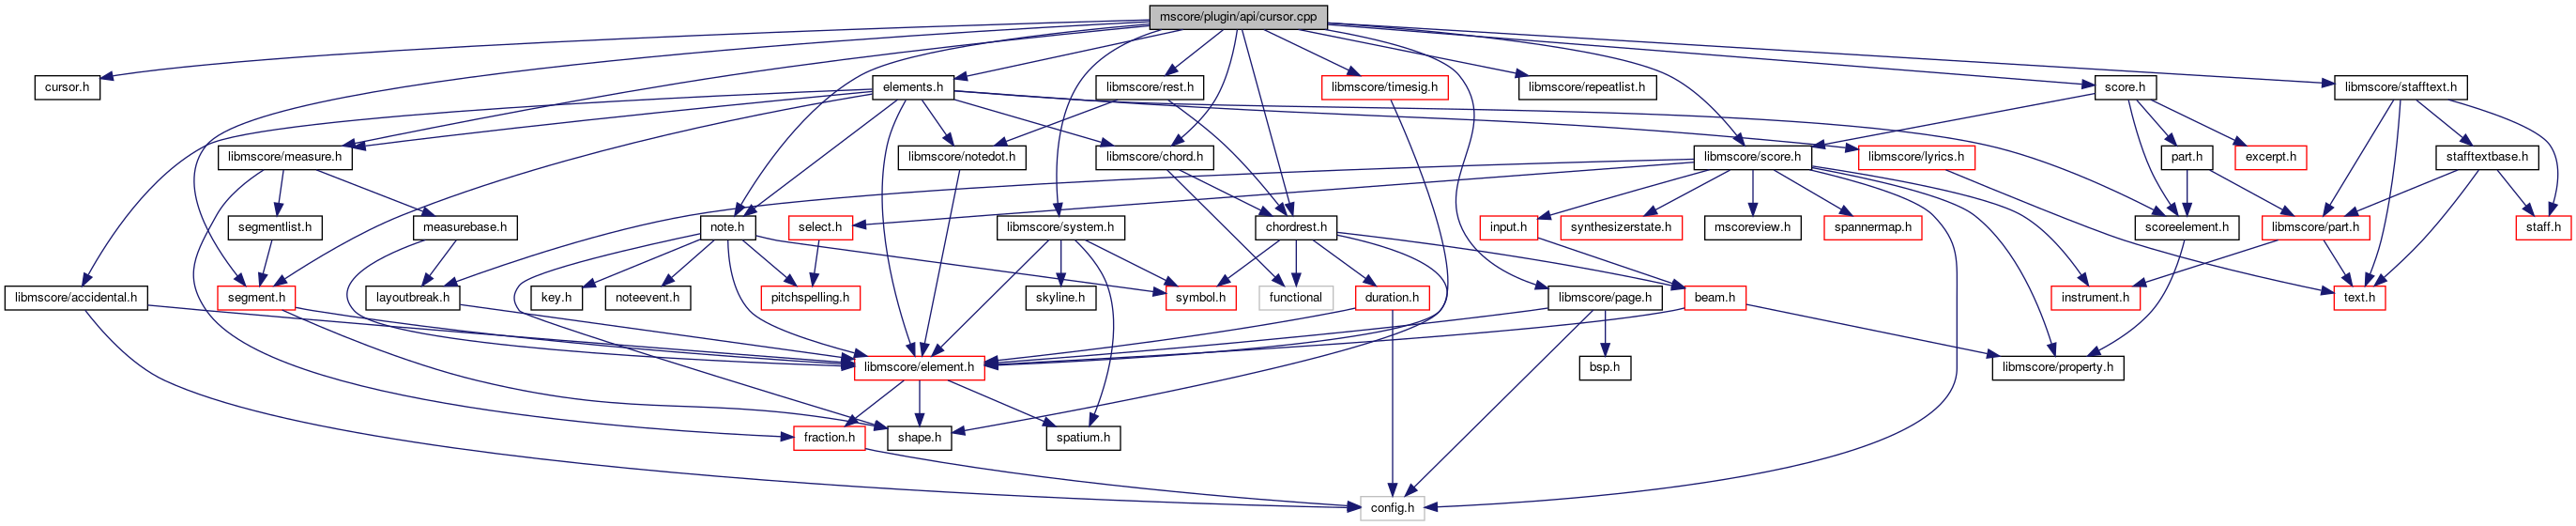 mscore/plugin/api/cursor.cpp
cursor.h
elements.h
libmscore/rest.h
libmscore/timesig.h
libmscore/repeatlist.h
score.h
libmscore/stafftext.h
libmscore/measure.h
libmscore/notedot.h
libmscore/chord.h
libmscore/score.h
libmscore/lyrics.h
part.h
excerpt.h
stafftextbase.h
segmentlist.h
measurebase.h
note.h
select.h
libmscore/system.h
chordrest.h
input.h
synthesizerstate.h
mscoreview.h
spannermap.h
scoreelement.h
libmscore/part.h
staff.h
libmscore/accidental.h
segment.h
layoutbreak.h
key.h
noteevent.h
pitchspelling.h
skyline.h
symbol.h
functional
duration.h
libmscore/page.h
beam.h
instrument.h
text.h
libmscore/element.h
bsp.h
libmscore/property.h
fraction.h
shape.h
spatium.h
config.h